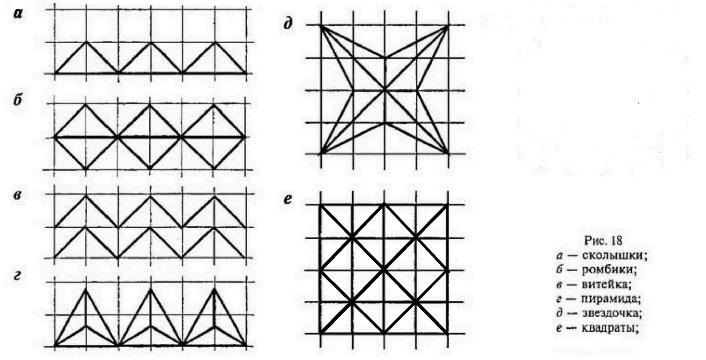 а
б
в
г
д
е
Рис. 18
а — сколышки;
б — ромбики;
в — витейка;
г — пирамида;
д — звездочка;
е — квадраты;